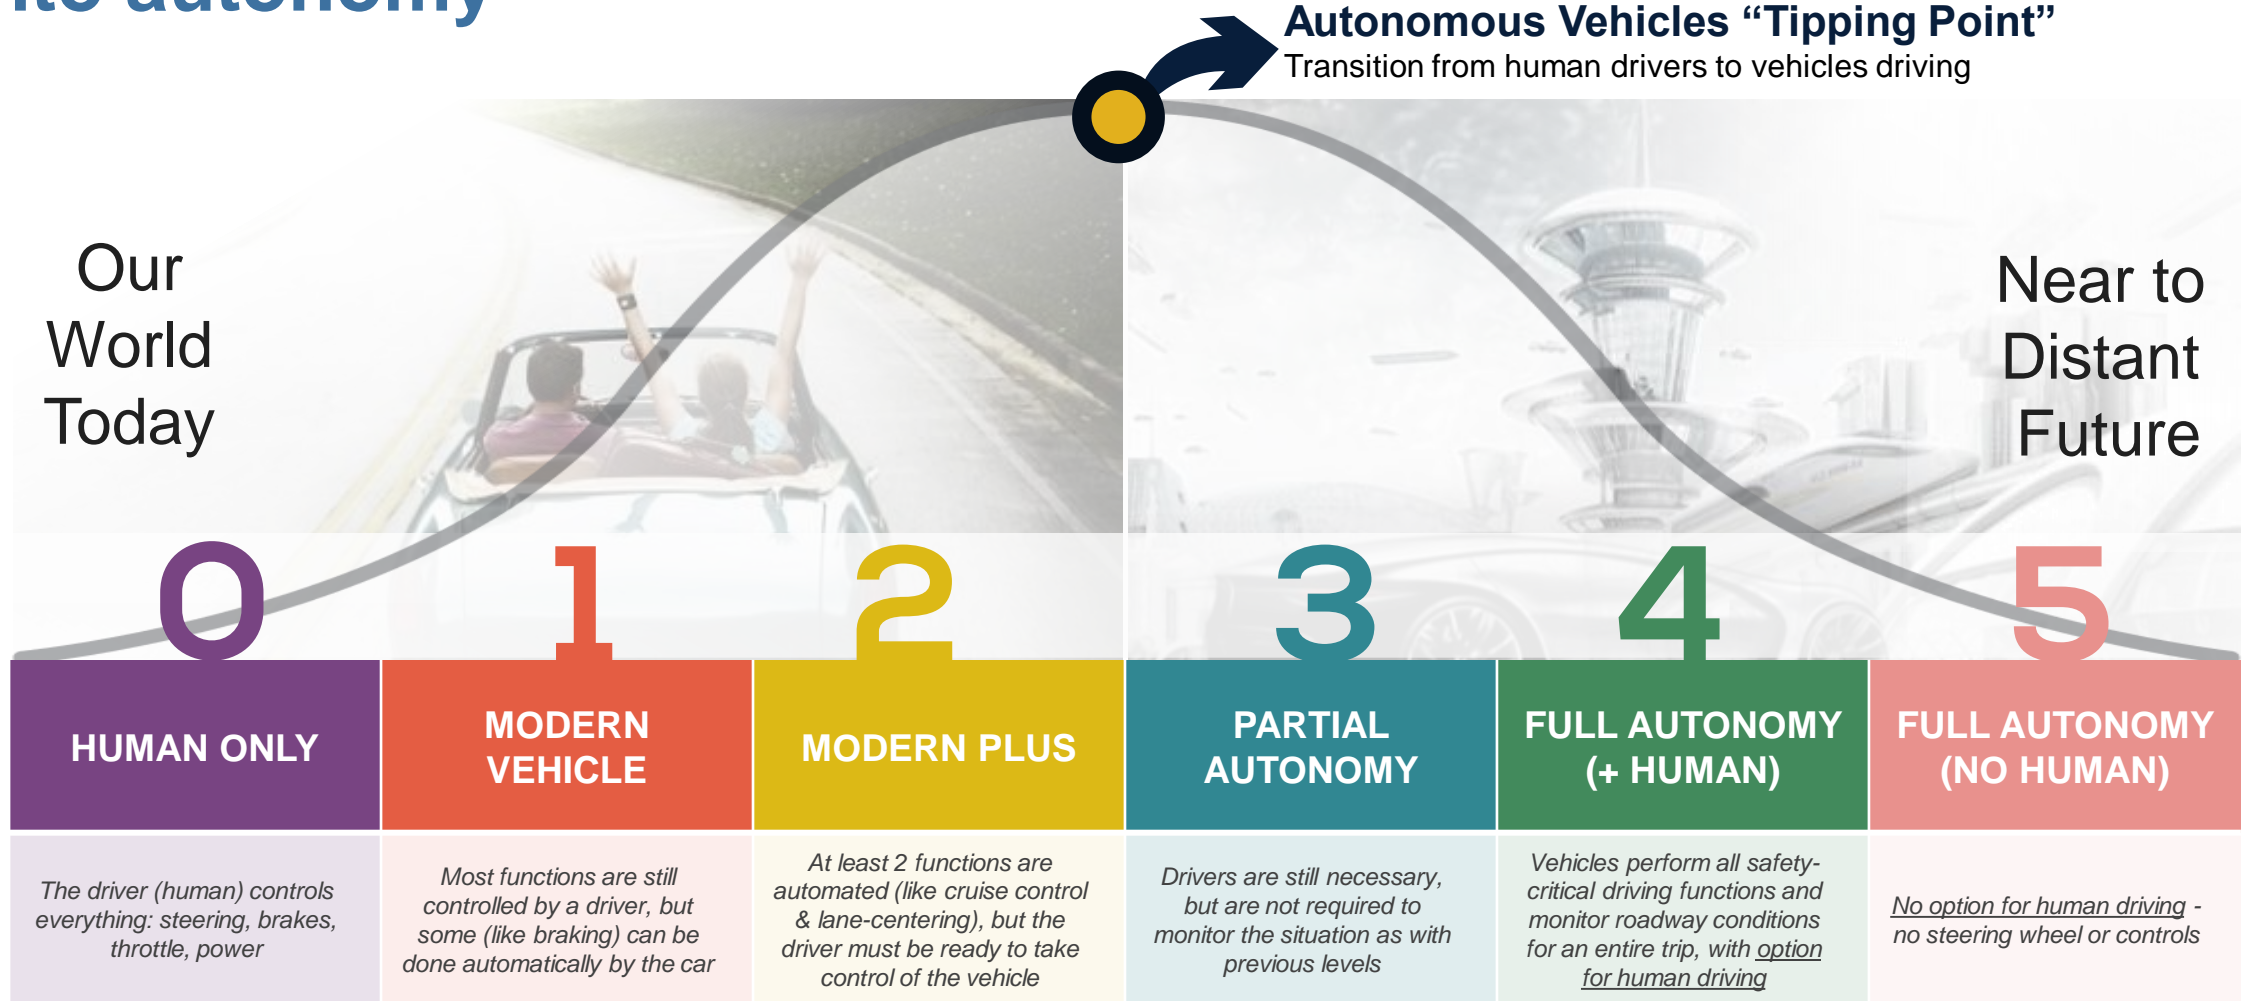 autonomy
Autonomous Vehicles “Tipping Point”
Transition from human drivers to vehicles driving
Our
World
Today
Near to
Distant
Future
0
1
2
3
4
5
HUMAN ONLY
MODERN
VEHICLE
MODERN PLUS
PARTIAL
AUTONOMY
FULL AUTONOMY
(+ HUMAN)
FULL AUTONOMY
(NO HUMAN)
The driver (human) controls
everything: steering, brakes,
throttle, power
Most functions are still
controlled by a driver, but
some (like braking) can be
done automatically by the car
At least 2 functions are
automated (like cruise control
& lane-centering), but the
driver must be ready to take
control of the vehicle
Drivers are still necessary,
but are not required to
monitor the situation as with
previous levels
Vehicles perform all safety-
critical driving functions and
monitor roadway conditions
for an entire trip, with option
for human driving
No option for human driving -
no steering wheel or controls